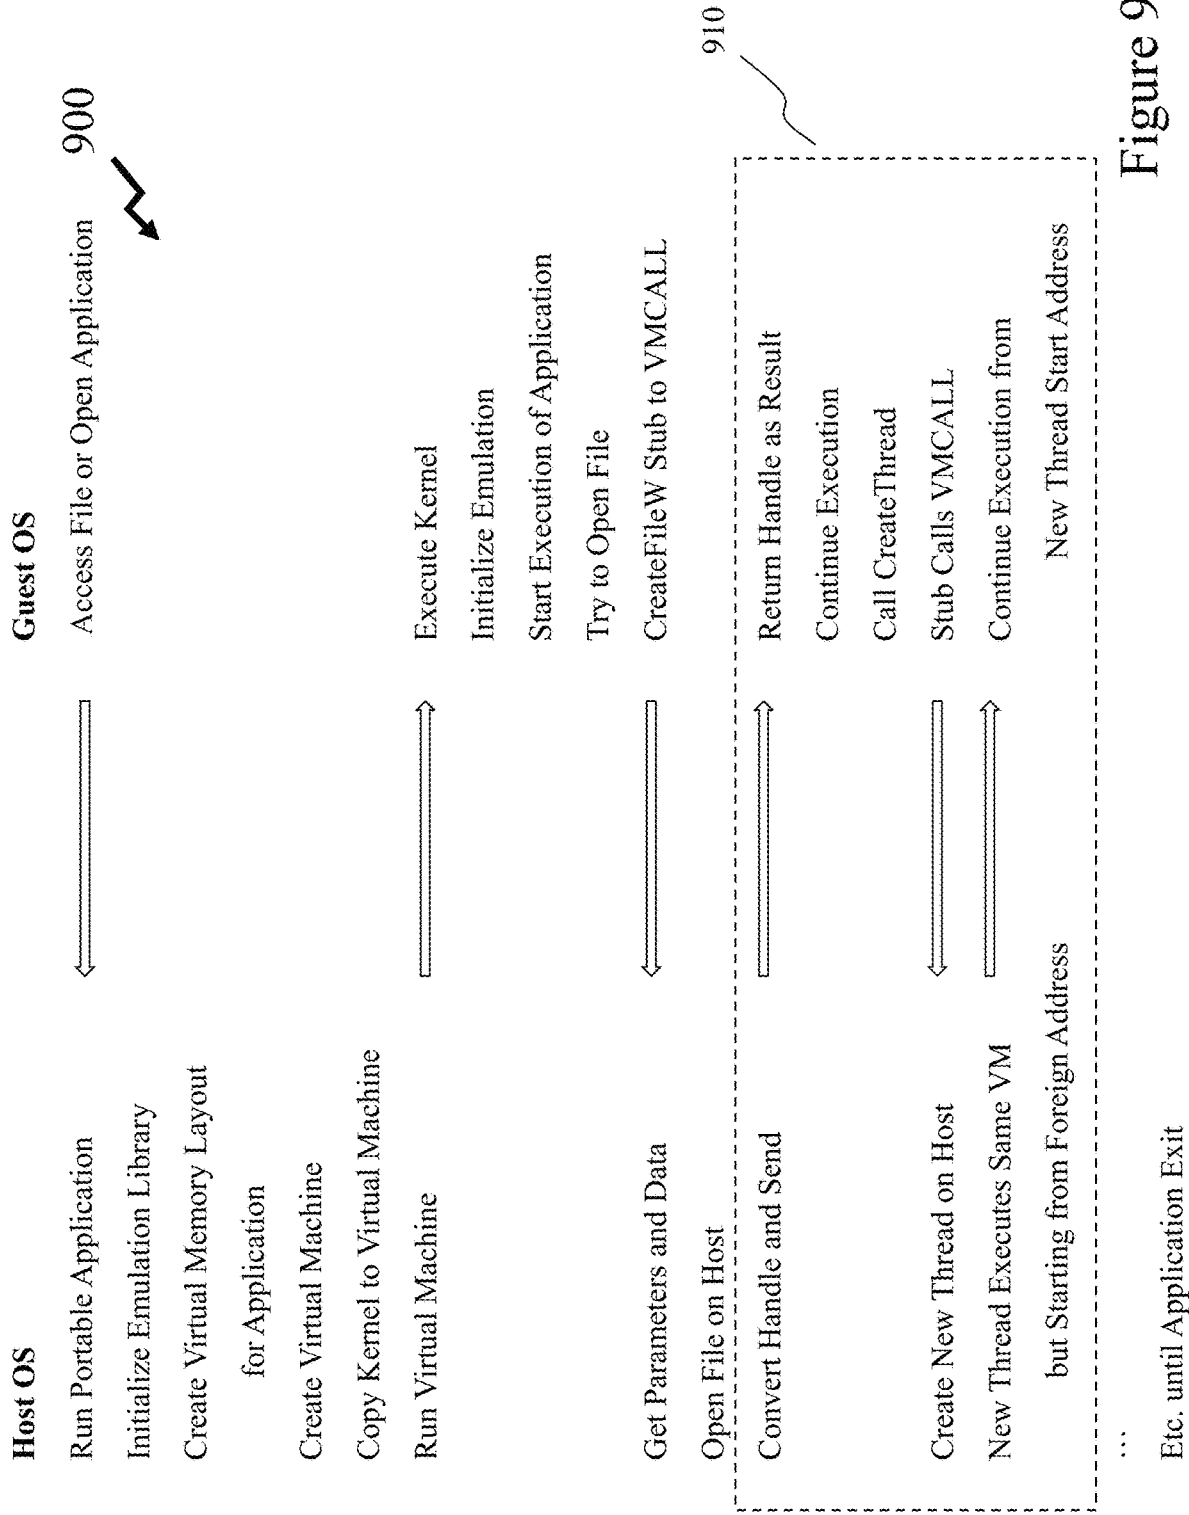 900
Host OS
Guest OS
Run Portable Application
Access File or Open Application
Initialize Emulation Library
Create Virtual Memory Layout
for Application
Create Virtual Machine
Copy Kernel to Virtual Machine
Run Virtual Machine
Execute Kernel
Initialize Emulation
Start Execution of Application
Try to Open File
Get Parameters and Data
CreateFileW Stub to VMCALL
Open File on Host
910
Convert Handle and Send
Return Handle as Result
Continue Execution
Call CreateThread
Create New Thread on Host
Stub Calls VMCALL
New Thread Executes Same VM
Continue Execution from
but Starting from Foreign Address
New Thread Start Address
...
Etc. until Application Exit
Figure 9